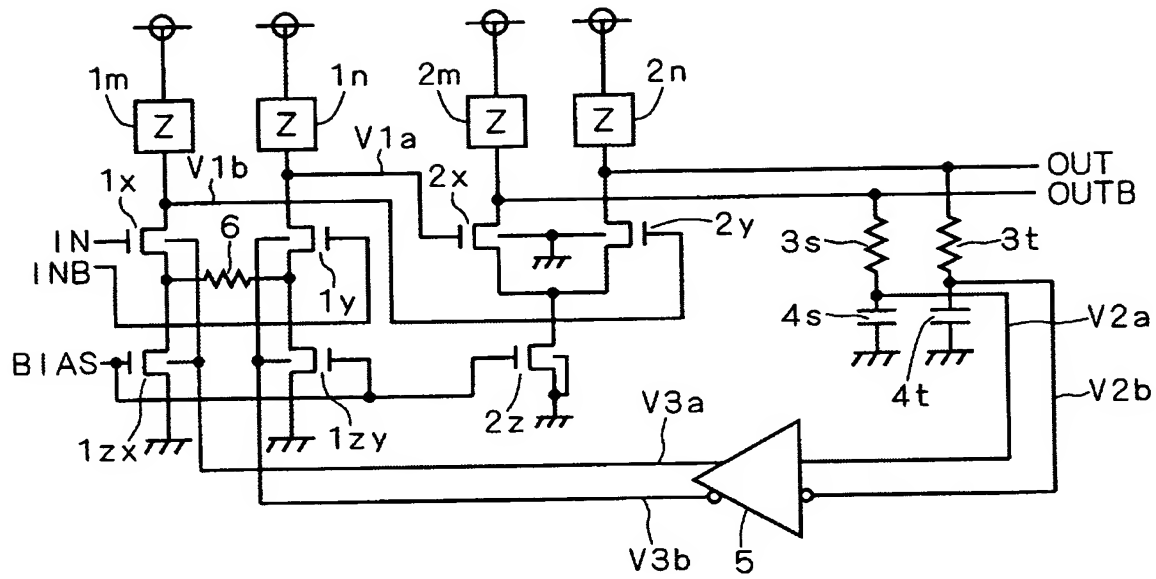 1m
1n
2m
2n
Z
Z
Z
Z
V1a
V1b
OUT
OUTB
1x
2x
6
2y
3s
3t
IN
INB
1y
4s
V2a
BIAS
4t
V2b
1zx
1zy
2z
V3a
V3b
5